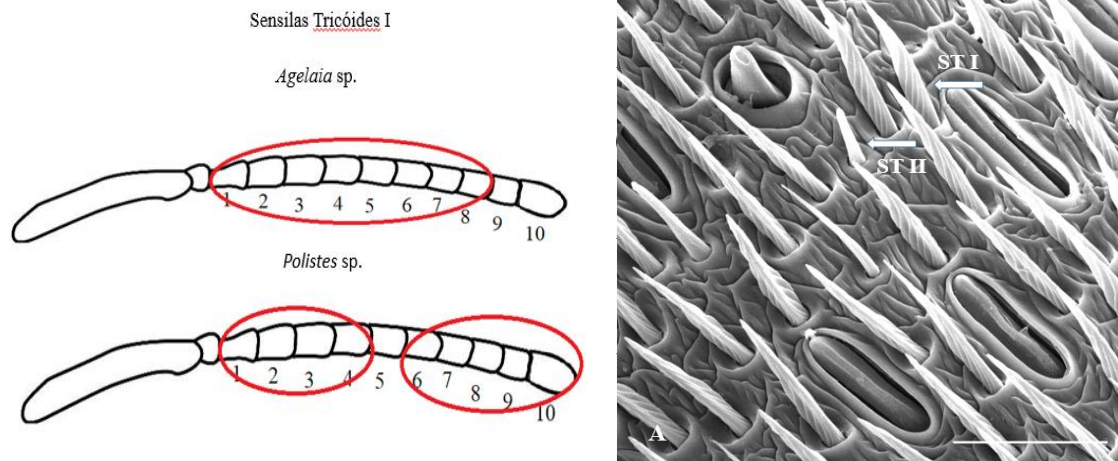 Sensilas Tricóides I
Agelaia sp.
1 2 3 4 5 6 7 8 9 10
Polistes sp.
1 2 3 4 5 6 7 8 9 10
ST I
ST II
A